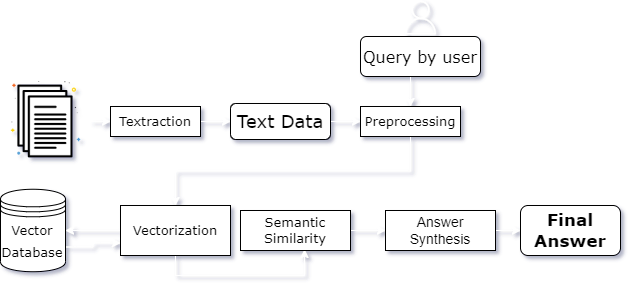 Query by user
Textraction
Text Data
Preprocessing
Vector
Database
Vectorization
Semantic
Similarity
Answer
Synthesis
Final
Answer